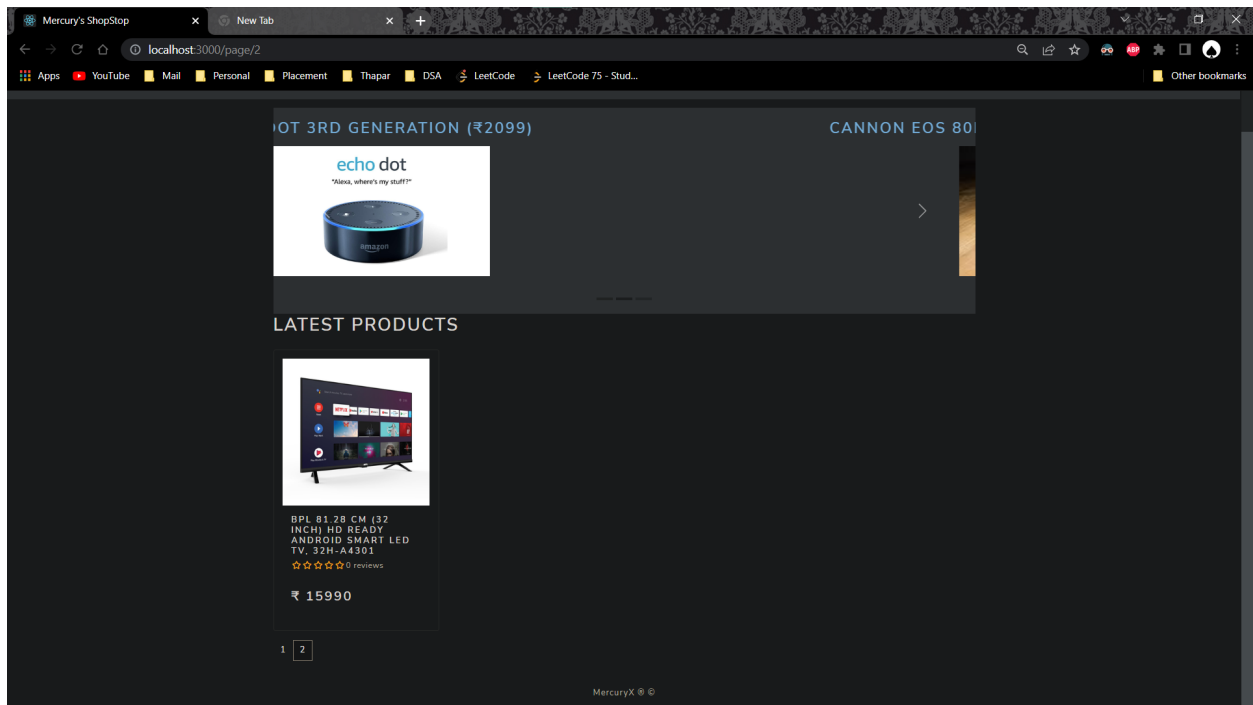 Mercury's ShopStop
New Tab
localhost:3000/page/2
ABP
Apps
YouTube
Mail
Personal
Placement
Thapar
DSA
LeetCode
LeetCode 75 - Stud...
Other bookmarks
DOT 3RD GENERATION (₹2099)
CANNON EOS 80
echo dot
"Alexa, where's my stuff?"
amazon
LATEST PRODUCTS
NETFLIX
BPL 81.28 CM (32
INCH) HD READY
ANDROID SMART LED
TV, 32H-A4301
0 reviews
₹ 15990
1 2
MercuryX ® ©